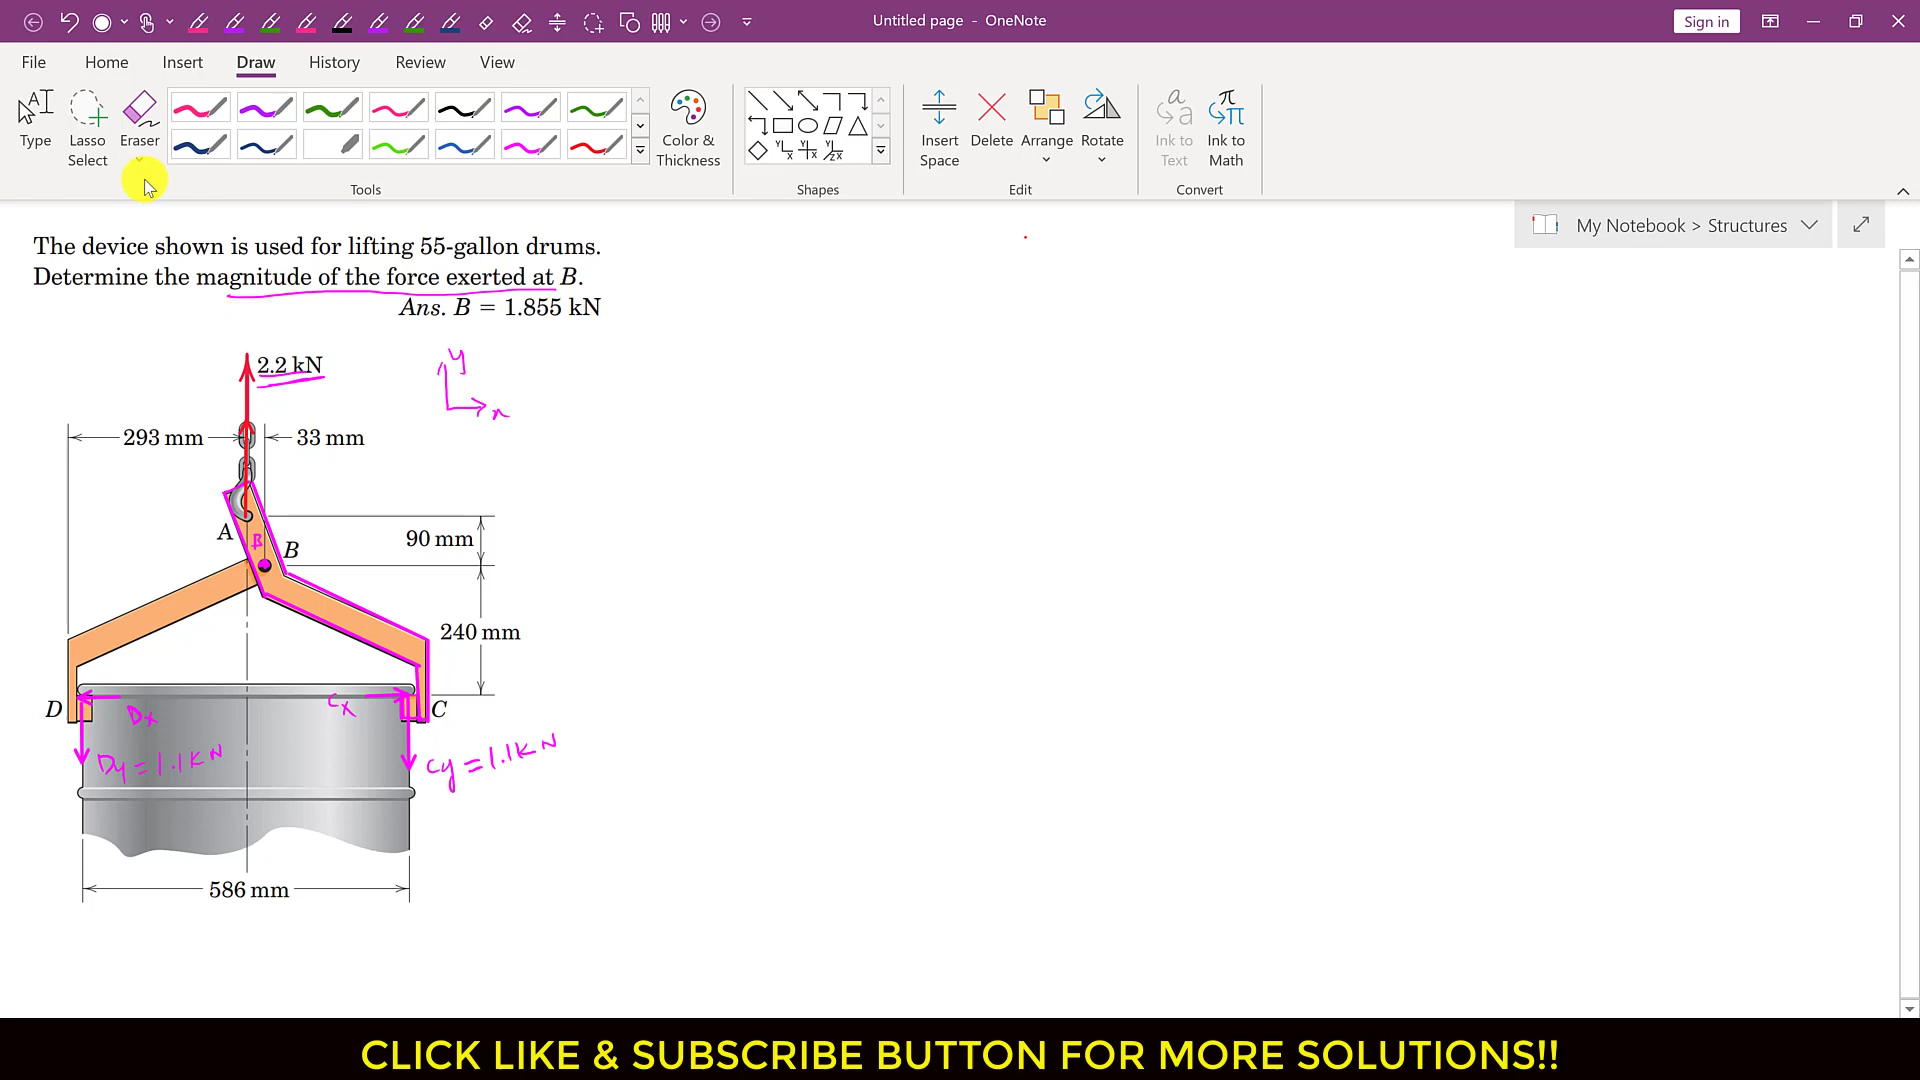 Untitled page - OneNote
Sign in
File Home Insert Draw History Review View
Type
Lasso Select
Eraser
Color & Thickness
Insert Space
Delete
Arrange
Rotate
Ink to Text
Ink to Math
Tools
Shapes
Edit
Convert
My Notebook > Structures
The device shown is used for lifting 55-gallon drums.
Determine the magnitude of the force exerted at B.
Ans. B = 1.855 kN
2.2 kN
y
x
293 mm
33 mm
A
B
B
90 mm
240 mm
D
Dx
Cx
C
Dy = 1.1kN
Cy = 1.1kN
586 mm
CLICK LIKE & SUBSCRIBE BUTTON FOR MORE SOLUTIONS!!